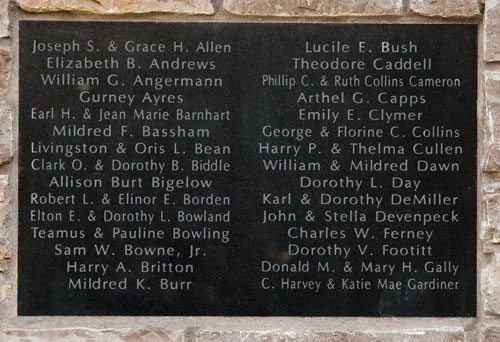 Joseph S. & Grace H. Allen
Elizabeth B. Andrews
William G. Angermann
Gurney Ayres
Earl H. & Jean Marie Barnhart
Mildred F. Bassham
Livingston & Oris L. Bean
Clark O. & Dorothy B. Biddle
Allison Burt Bigelow
Robert L. & Elinor E. Borden
Elton E. & Dorothy L. Bowland
Teamus & Pauline Bowling
Sam W. Bowne, Jr.
Harry A. Britton
Mildred K. Burr
Lucile E. Bush
Theodore Caddell
Phillip C. & Ruth Collins Cameron
Arthel G. Capps
Emily E. Clymer
George & Florine C. Collins
Harry P. & Thelma Cullen
William & Mildred Dawn
Dorothy L. Day
Karl & Dorothy DeMiller
John & Stella Devenpeck
Charles W. Ferney
Dorothy V. Footitt
Donald M. & Mary H. Gally
C. Harvey & Katie Mae Gardiner